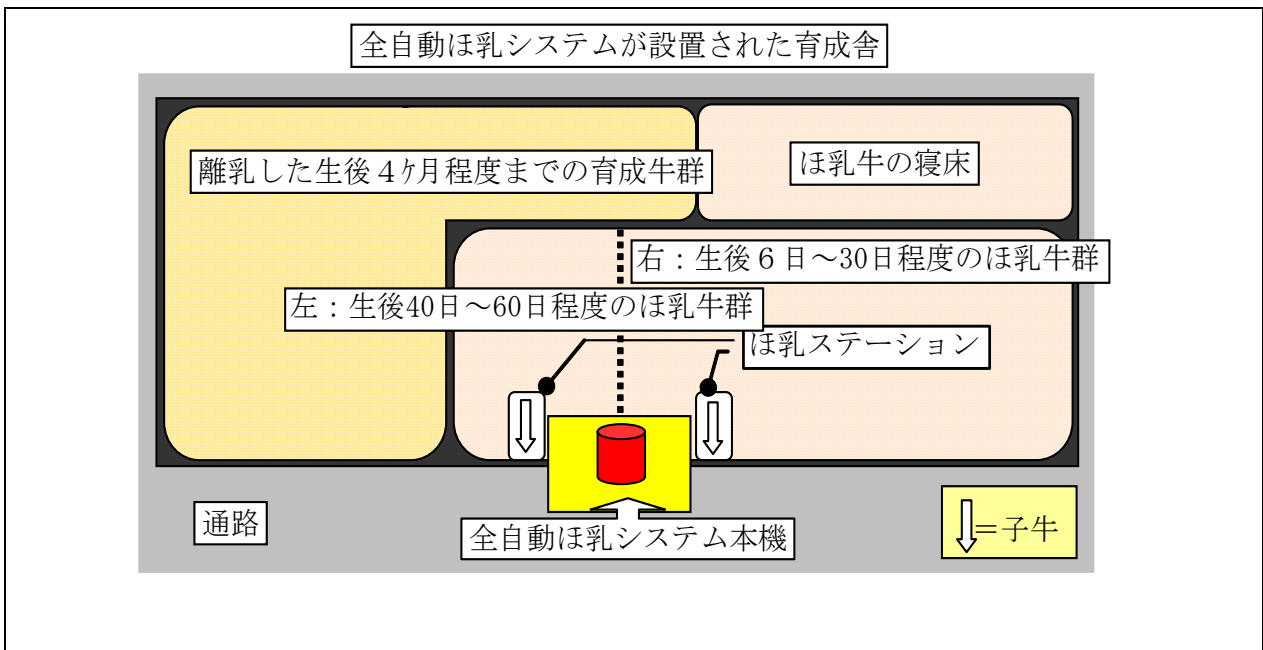 全自動ほ乳システムが設置された育成舎
離乳した生後４ｹ月程度までの育成牛群
ほ乳牛の寝床
右：生後６日～30日程度のほ乳牛群
左：生後40日～60日程度のほ乳牛群
ほ乳ステーション
通路
全自動ほ乳システム本機
＝子牛